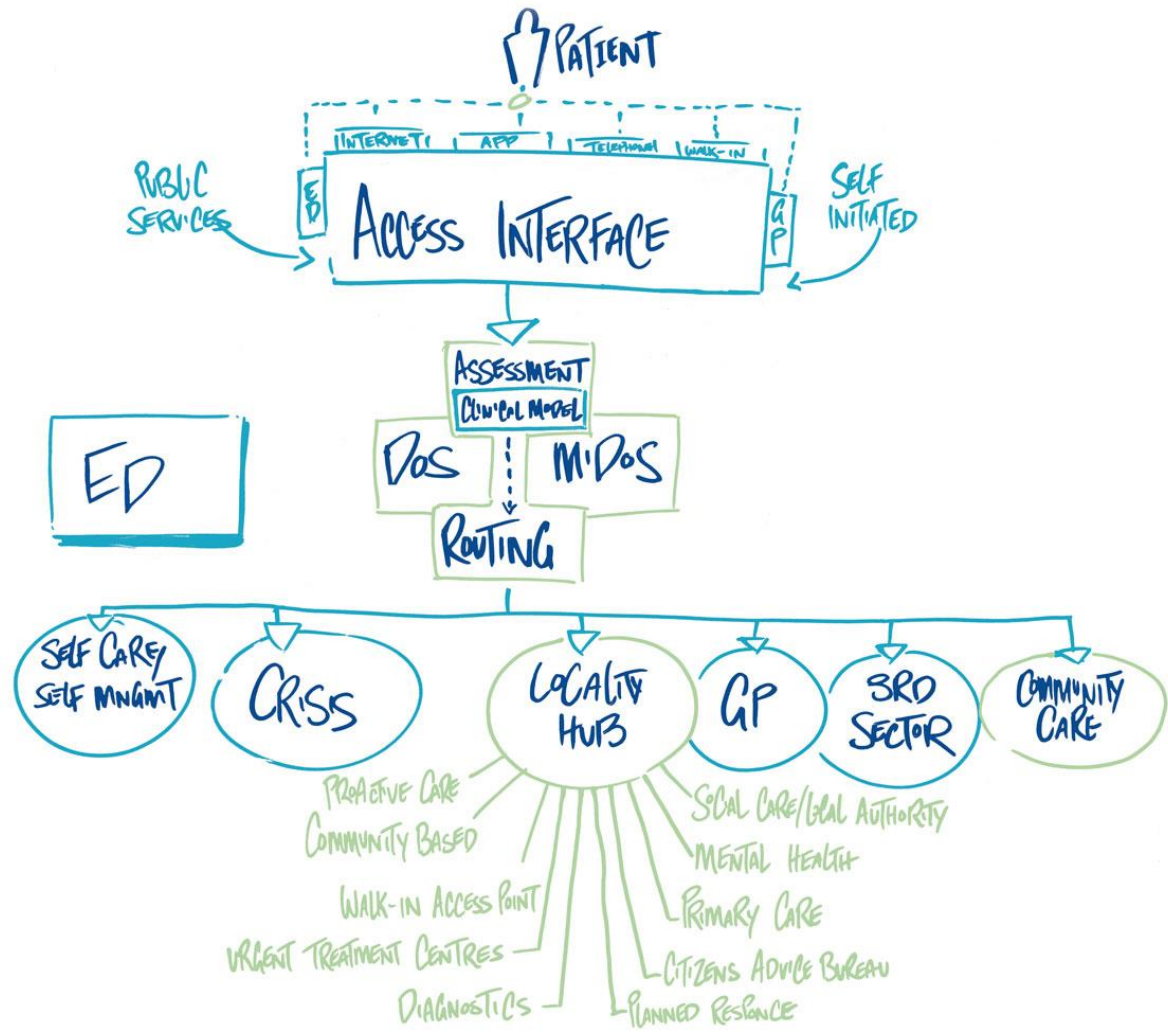 PATIENT
INTERNET
APP
TELEPHONE
WALK-IN
PUBLIC
SERVICES
ED
ACCESS INTERFACE
GP
SELF
INITIATED
ASSESSMENT
CLINICAL MODEL
DOS
MiDOS
ROUTING
ED
SELF CARE/
SELF MNGMT
CRISIS
LOCALITY
HUB
GP
3RD
SECTOR
COMMUNITY
CARE
PROACTIVE CARE
COMMUNITY BASED
WALK-IN ACCESS POINT
URGENT TREATMENT CENTRES
DIAGNOSTICS
SOCIAL CARE/LOCAL AUTHORITY
MENTAL HEALTH
PRIMARY CARE
CITIZENS ADVICE BUREAU
PLANNED RESPONCE